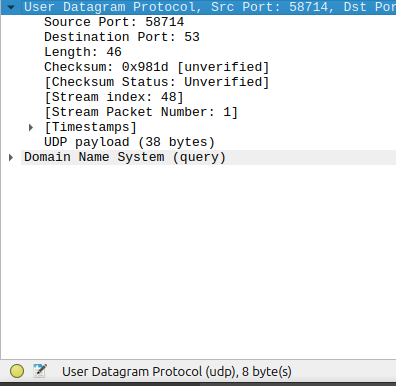 User Datagram Protocol, Src Port: 58714, Dst Por
Source Port: 58714
Destination Port: 53
Length: 46
Checksum: 0x981d [unverified]
[Checksum Status: Unverified]
[Stream index: 48]
[Stream Packet Number: 1]
[Timestamps]
UDP payload (38 bytes)
Domain Name System (query)
User Datagram Protocol (udp), 8 byte(s)